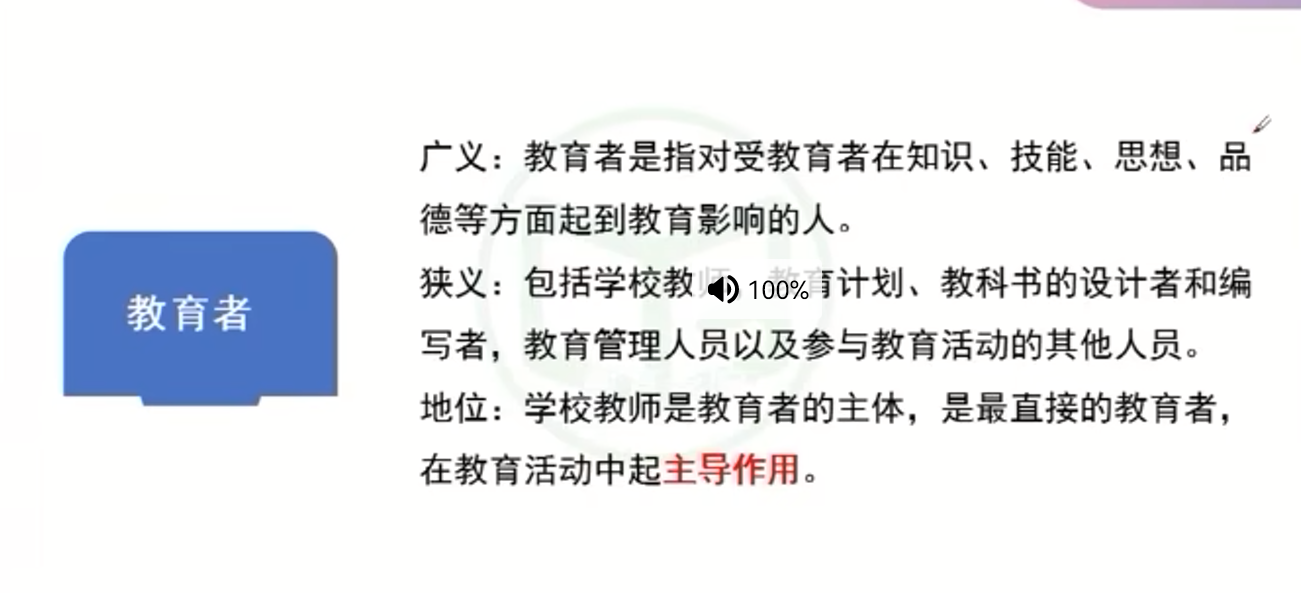 教育者
广义：教育者是指对受教育者在知识、技能、思想、品
德等方面起到教育影响的人。
狭义：包括学校教师、教育计划、教科书的设计者和编
写者，教育管理人员以及参与教育活动的其他人员。
100%
地位：学校教师是教育者的主体，是最直接的教育者，
在教育活动中起主导作用。